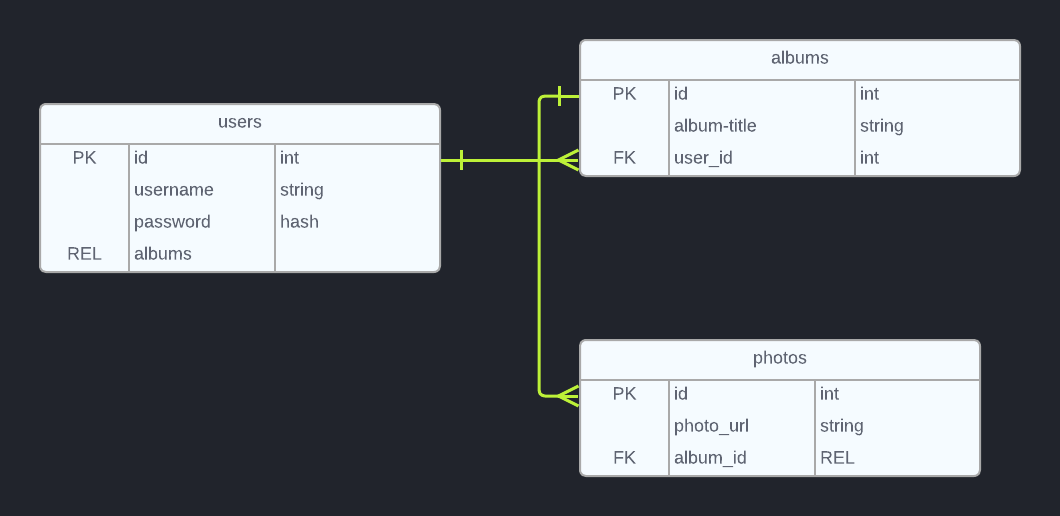 users
PK id int
username string
password hash
REL albums
albums
PK id int
album-title string
FK user_id int
photos
PK id int
photo_url string
FK album_id REL